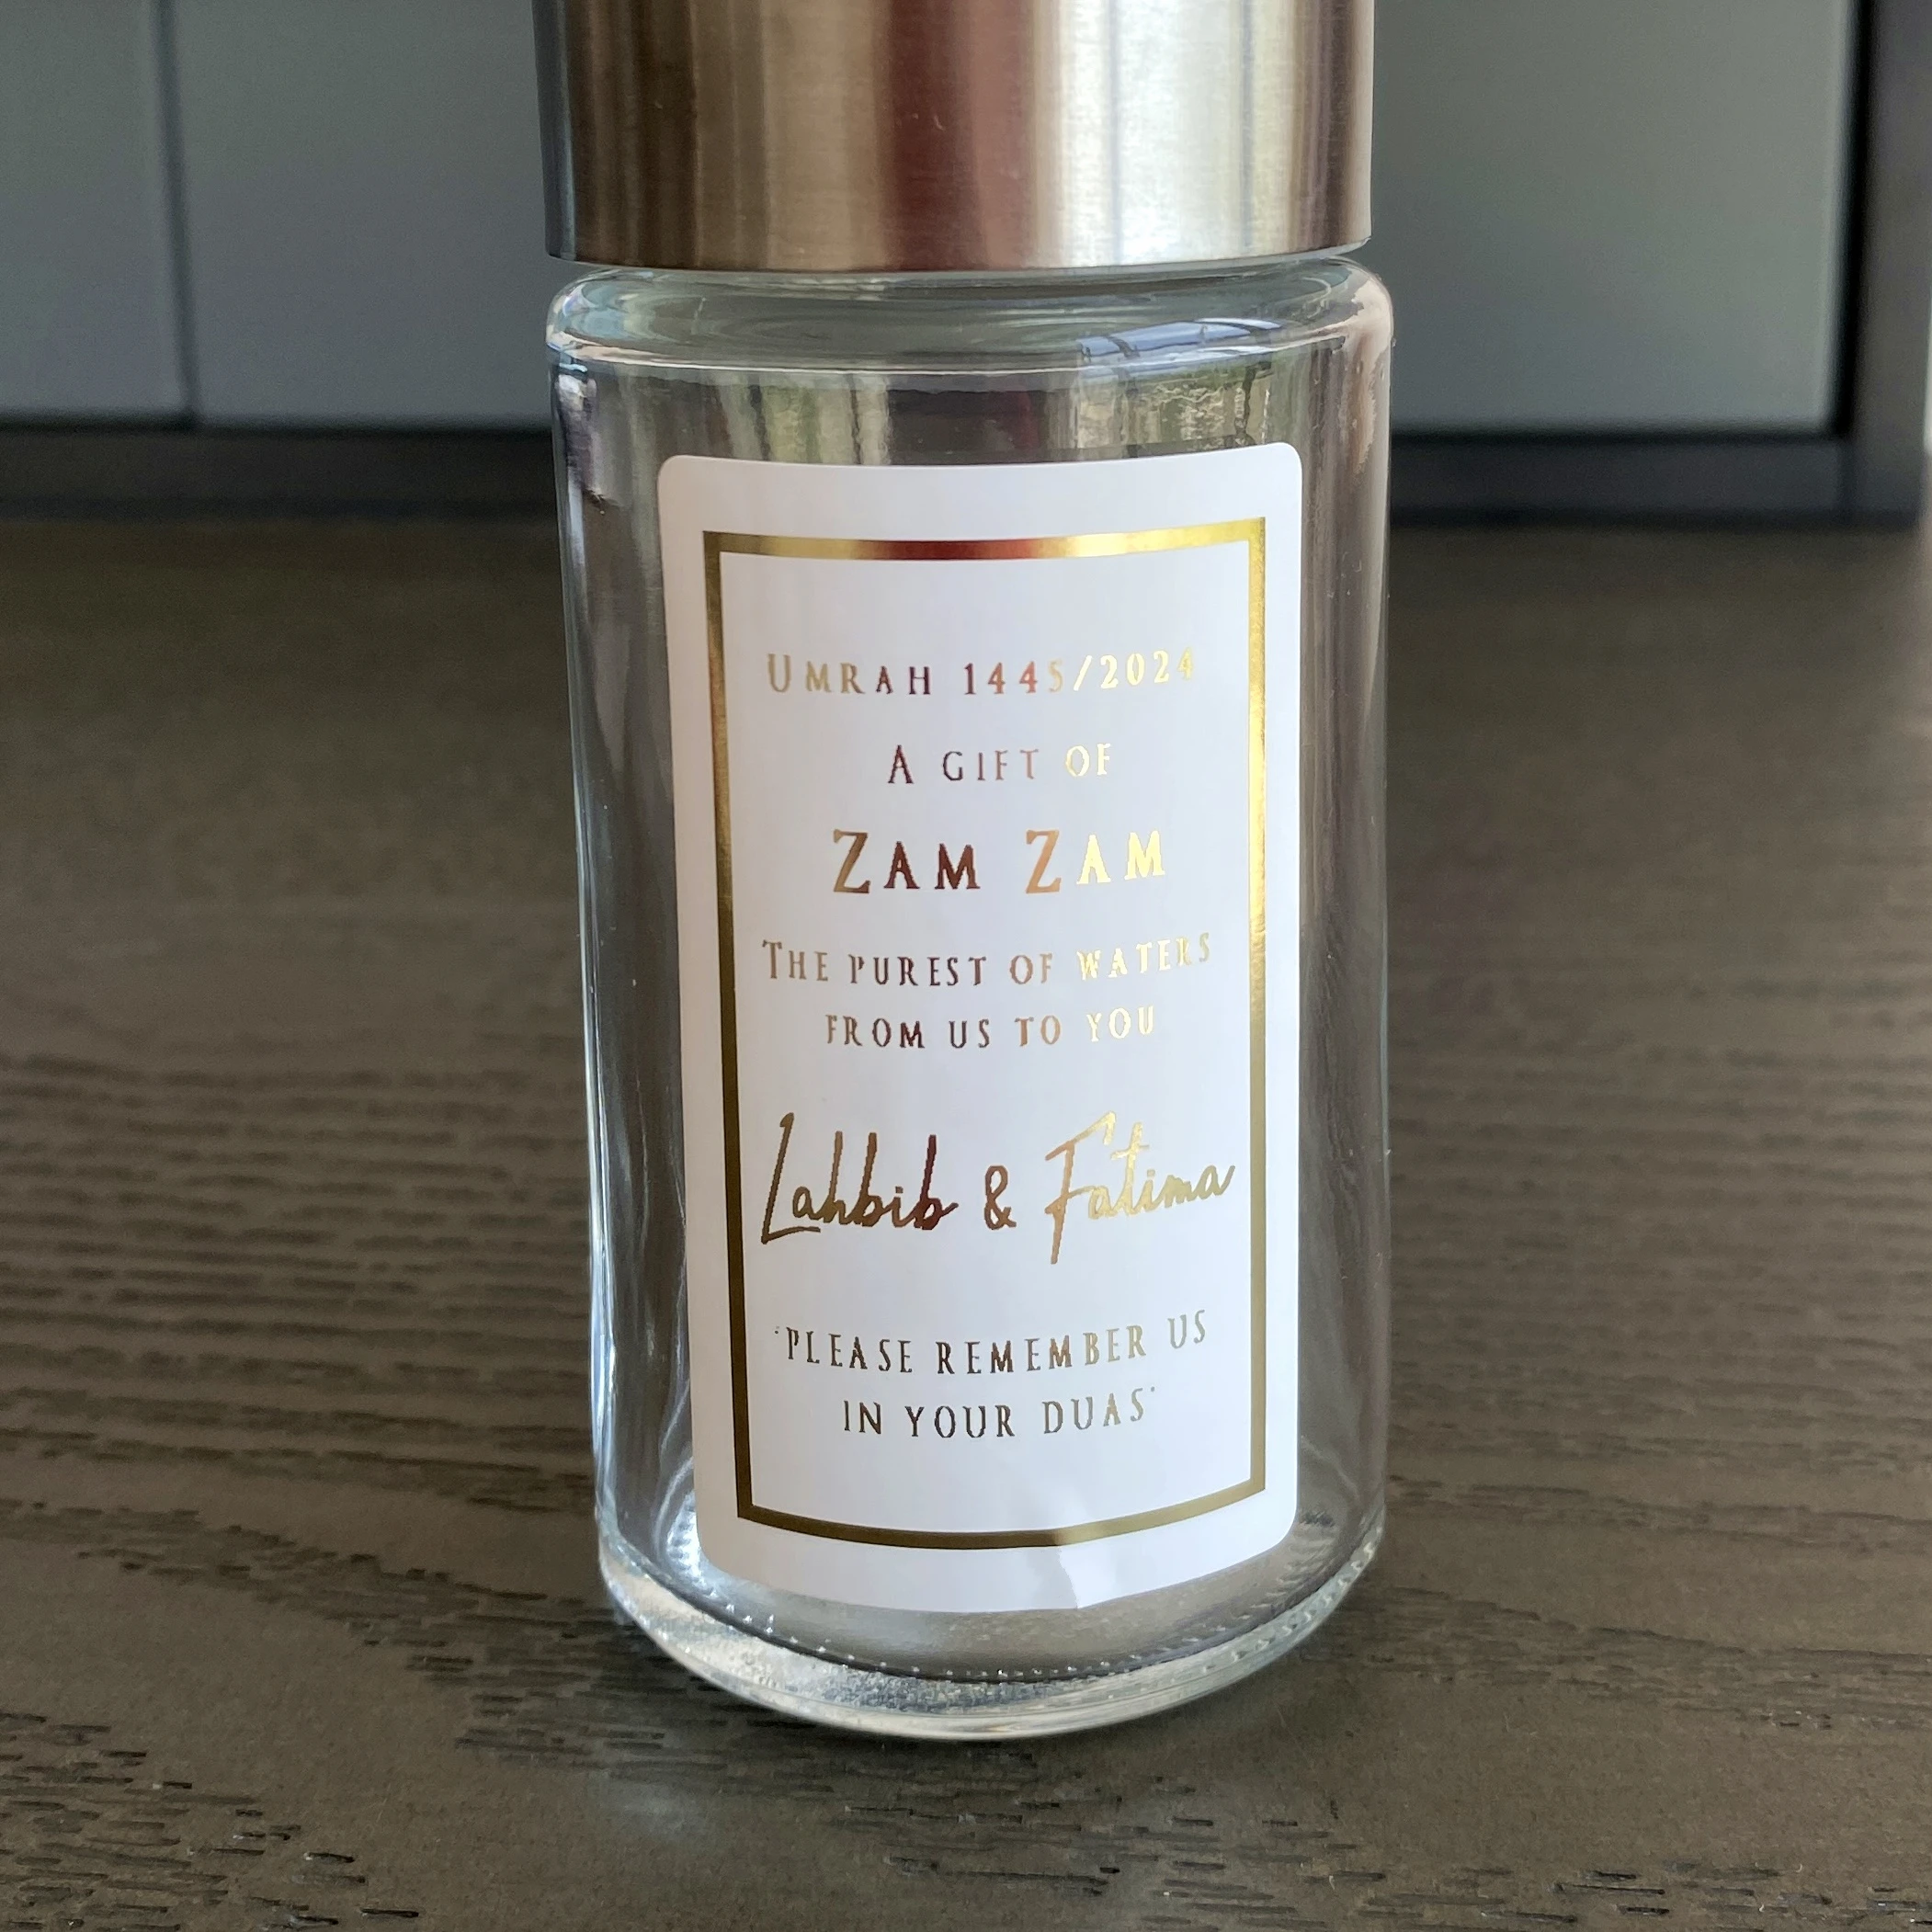 UMRAH 1445/2024
A GIFT OF
ZAM ZAM
THE PUREST OF WATERS
FROM US TO YOU
Lahbib & Fatima
'PLEASE REMEMBER US
IN YOUR DUAS'